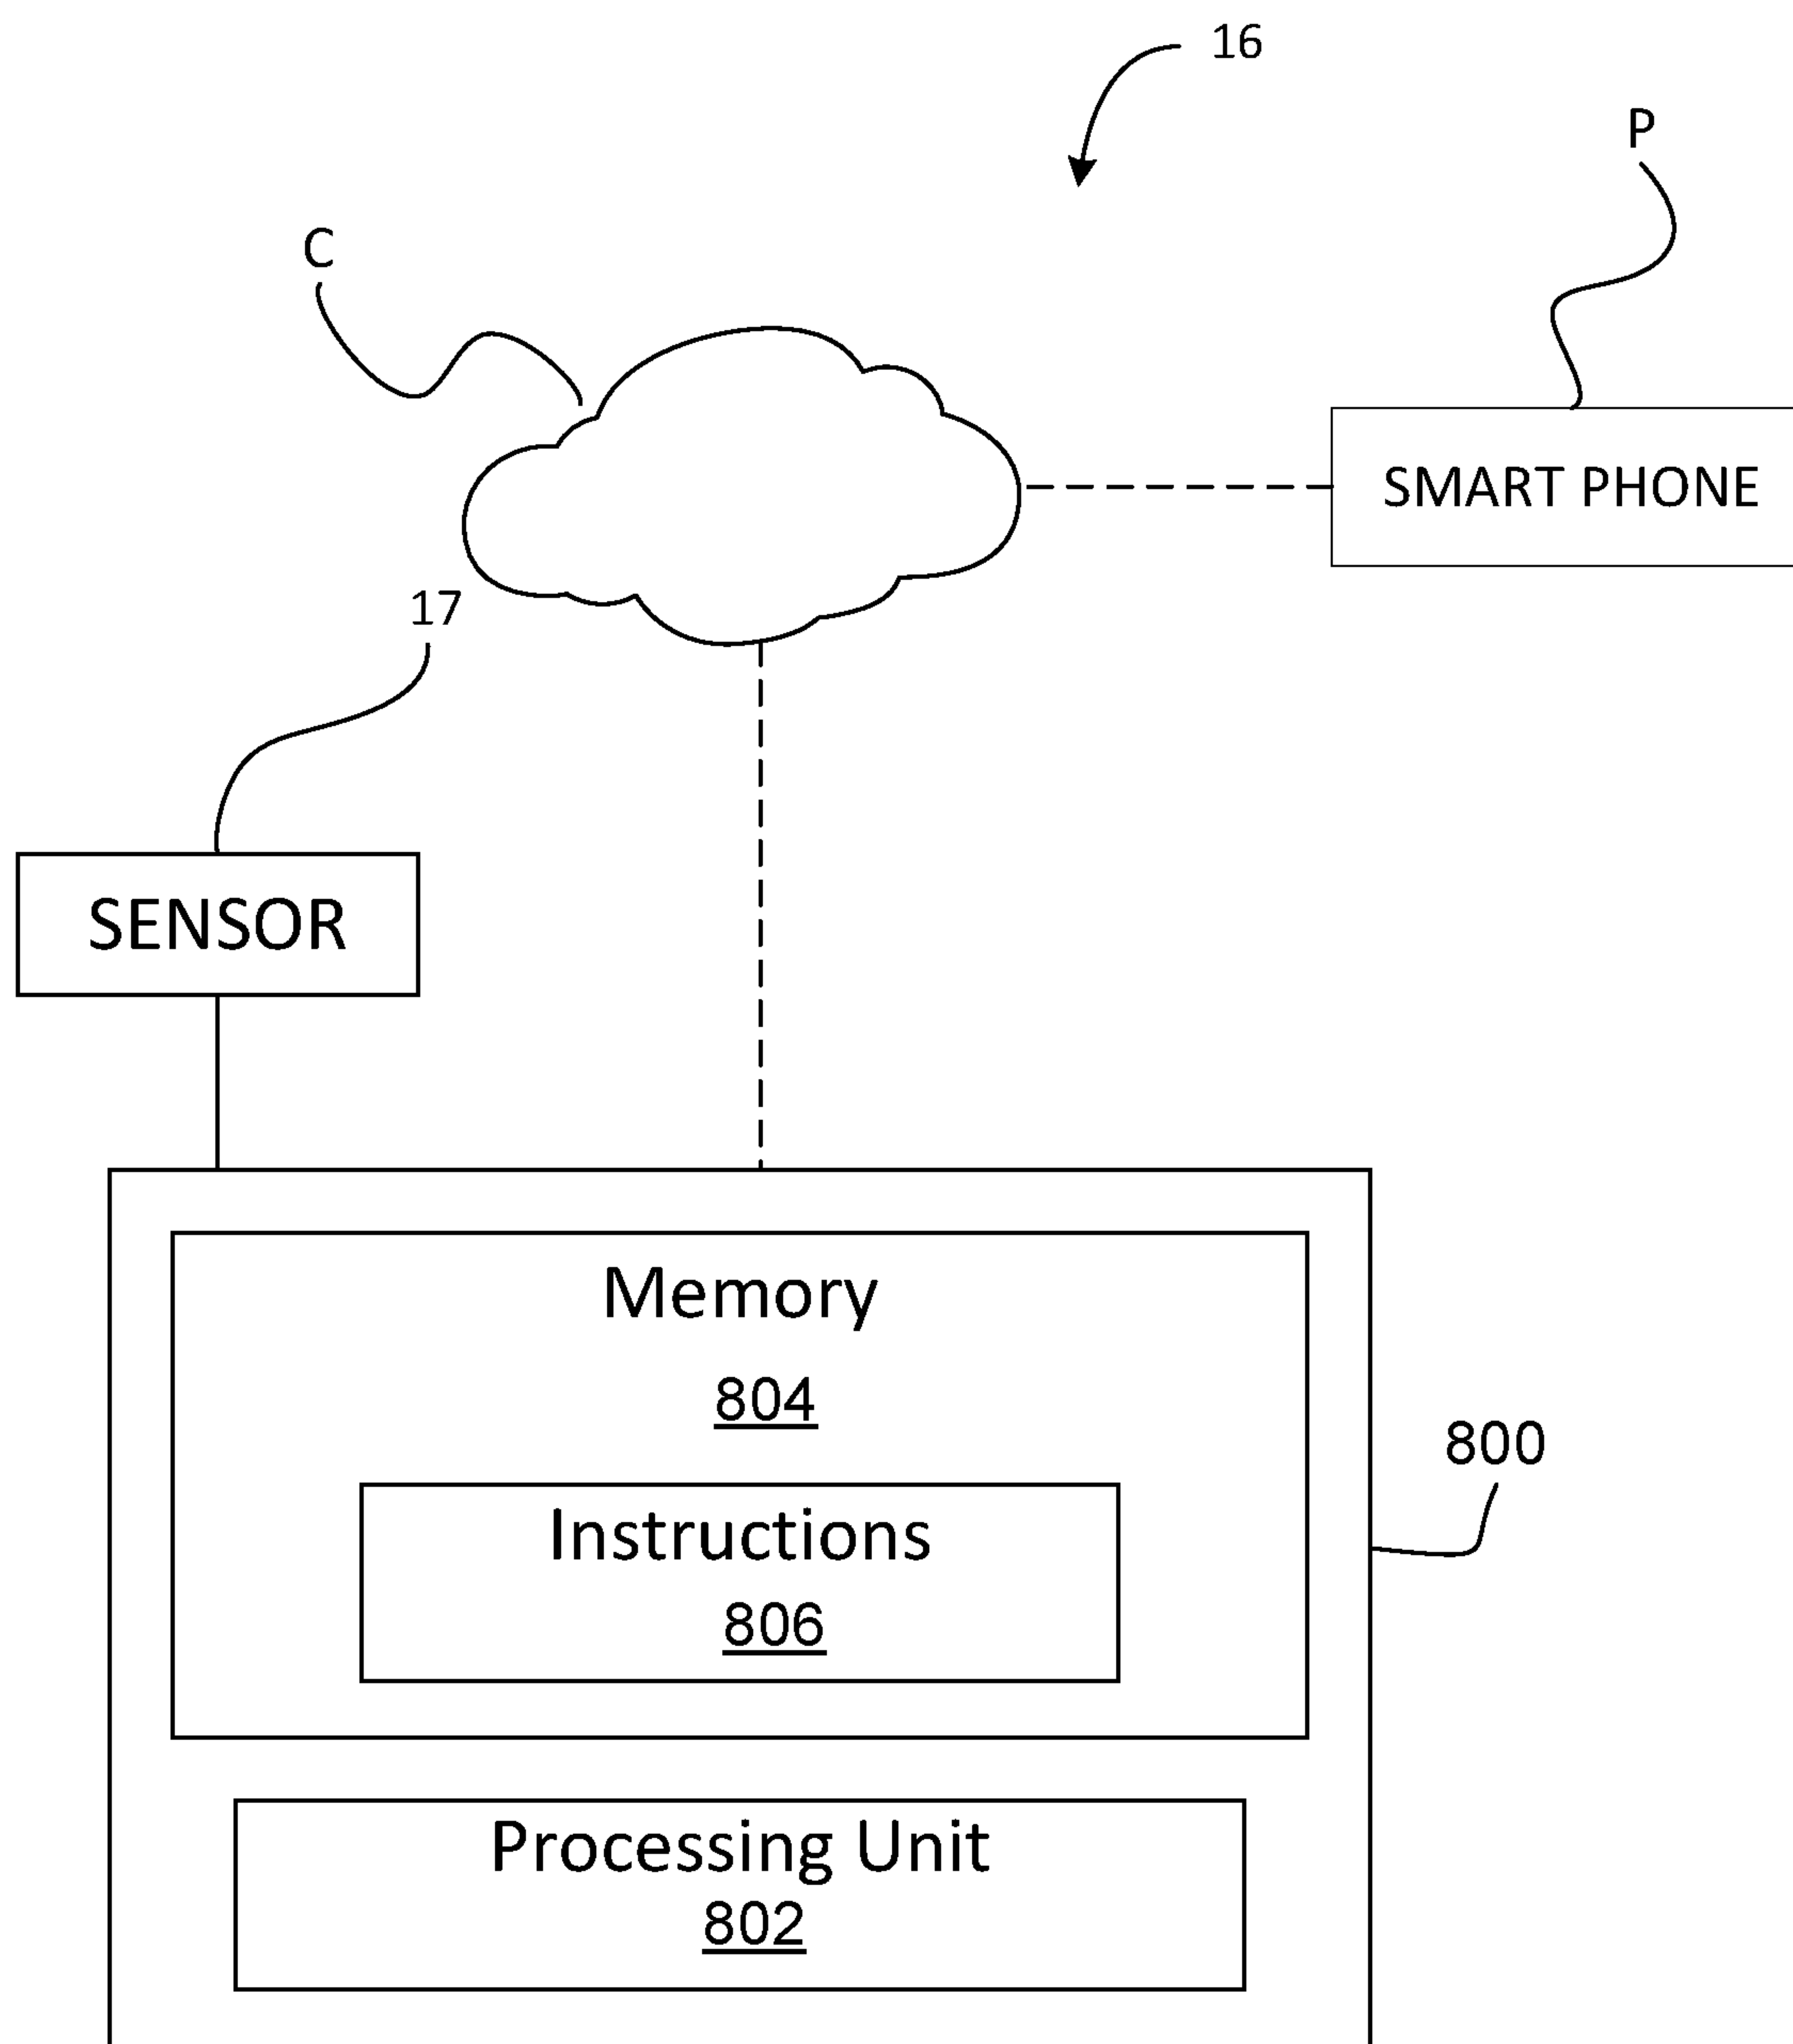 16
P
C
SMART PHONE
17
SENSOR
Memory
804
800
Instructions
806
Processing Unit
802